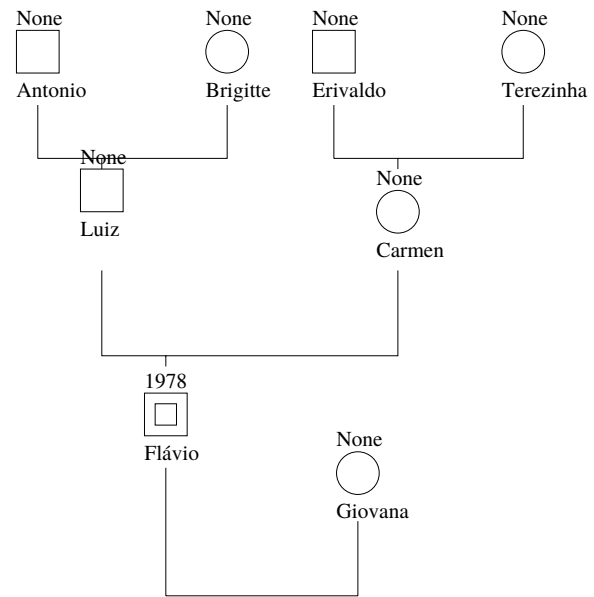 None
None
None
None
Antonio
Brigitte
Erivaldo
Terezinha
None
None
Luiz
Carmen
1978
Flávio
None
Giovana